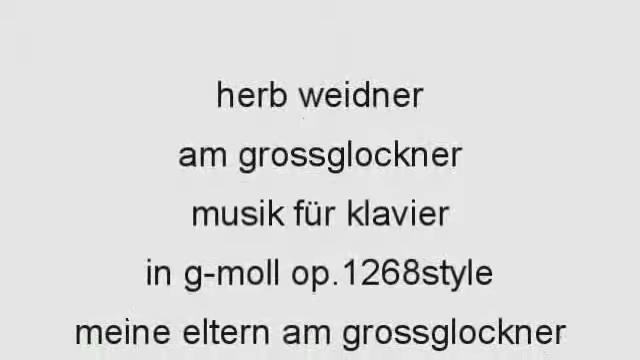 herb weidner
am grossglockner
musik für klavier
in g-moll op.1268style
meine eltern am grossglockner